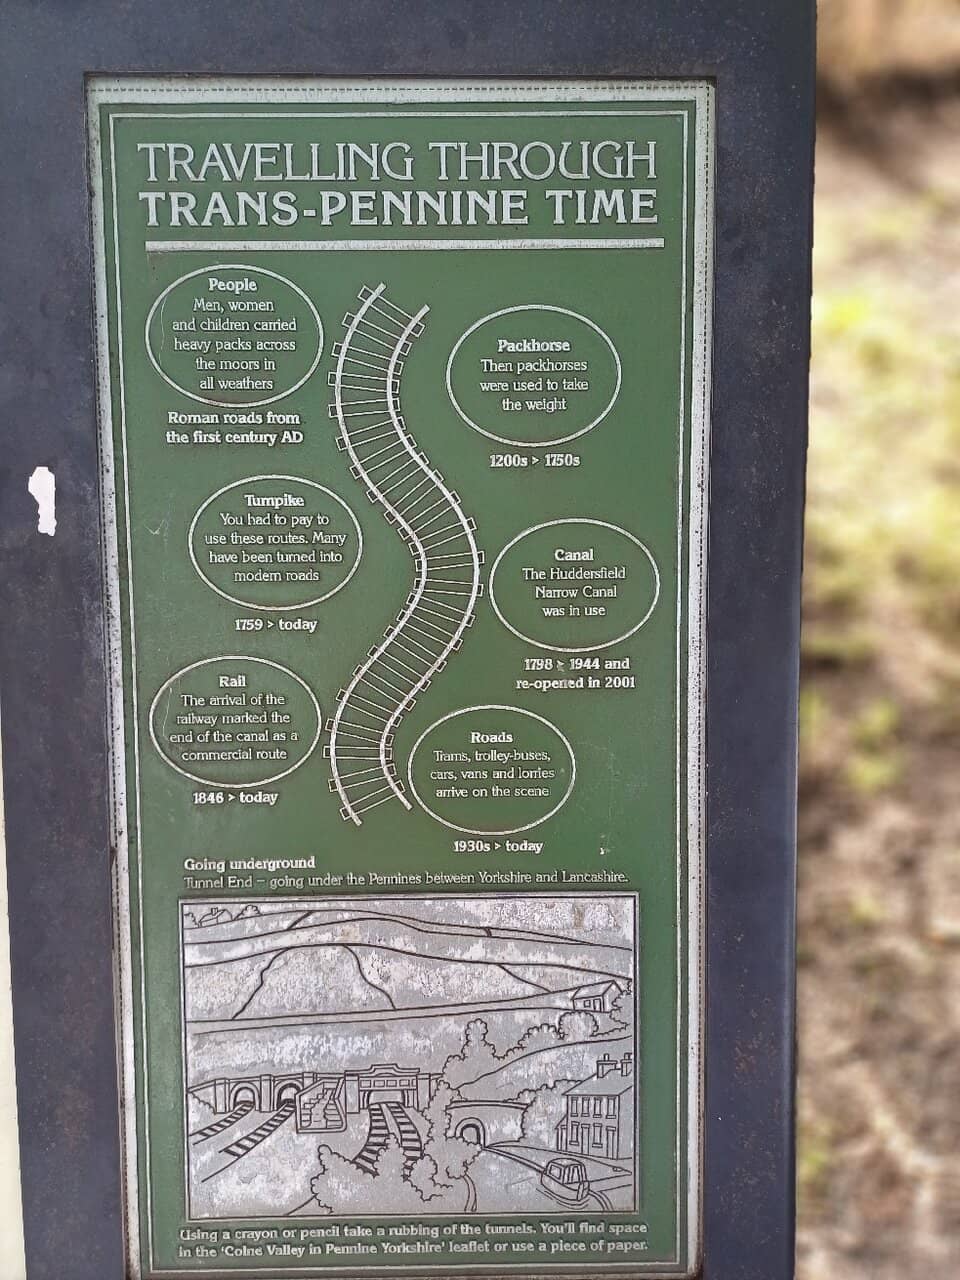 TRAVELLING THROUGH
TRANS-PENNINE TIME
People
Men, women
and children carried
heavy packs across
the moors in
all weathers
Roman roads from
the first century AD
Packhorse
Then packhorses
were used to take
the weight
1200s > 1750s
Turnpike
You had to pay to
use these routes. Many
have been turned into
modern roads
1759 > today
Canal
The Huddersfield
Narrow Canal
was in use
1798 > 1944 and
re-opened in 2001
Rail
The arrival of the
railway marked the
end of the canal as a
commercial route
1846 > today
Roads
Trams, trolley-buses,
cars, vans and lorries
arrive on the scene
1930s > today
Going underground
Tunnel End – going under the Pennines between Yorkshire and Lancashire.
Using a crayon or pencil take a rubbing of the tunnels. You'll find space
in the 'Colne Valley in Pennine Yorkshire' leaflet or use a piece of paper.